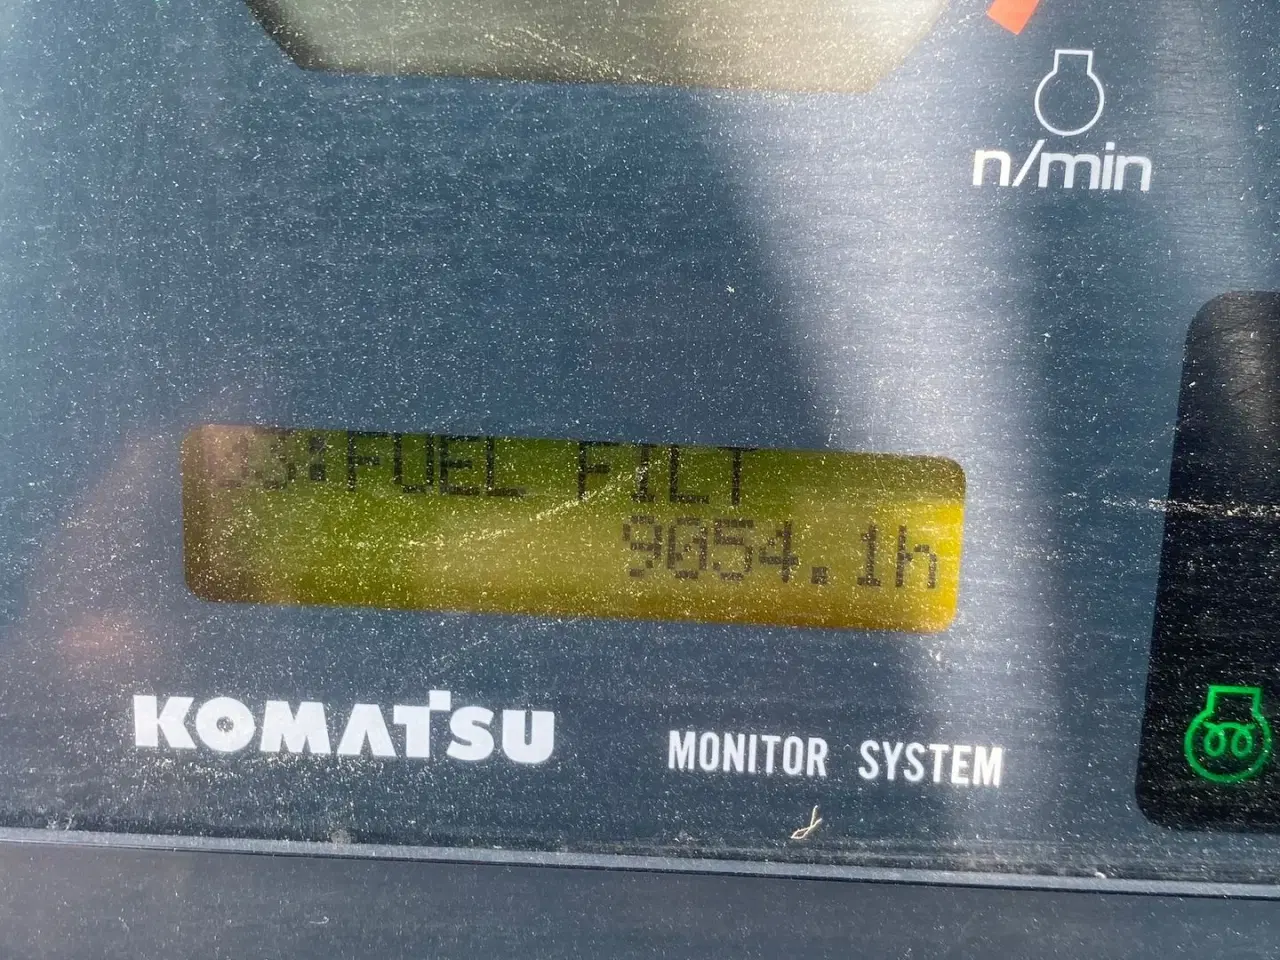 n/min
FUEL FILT
9054.1h
KOMATSU
MONITOR SYSTEM